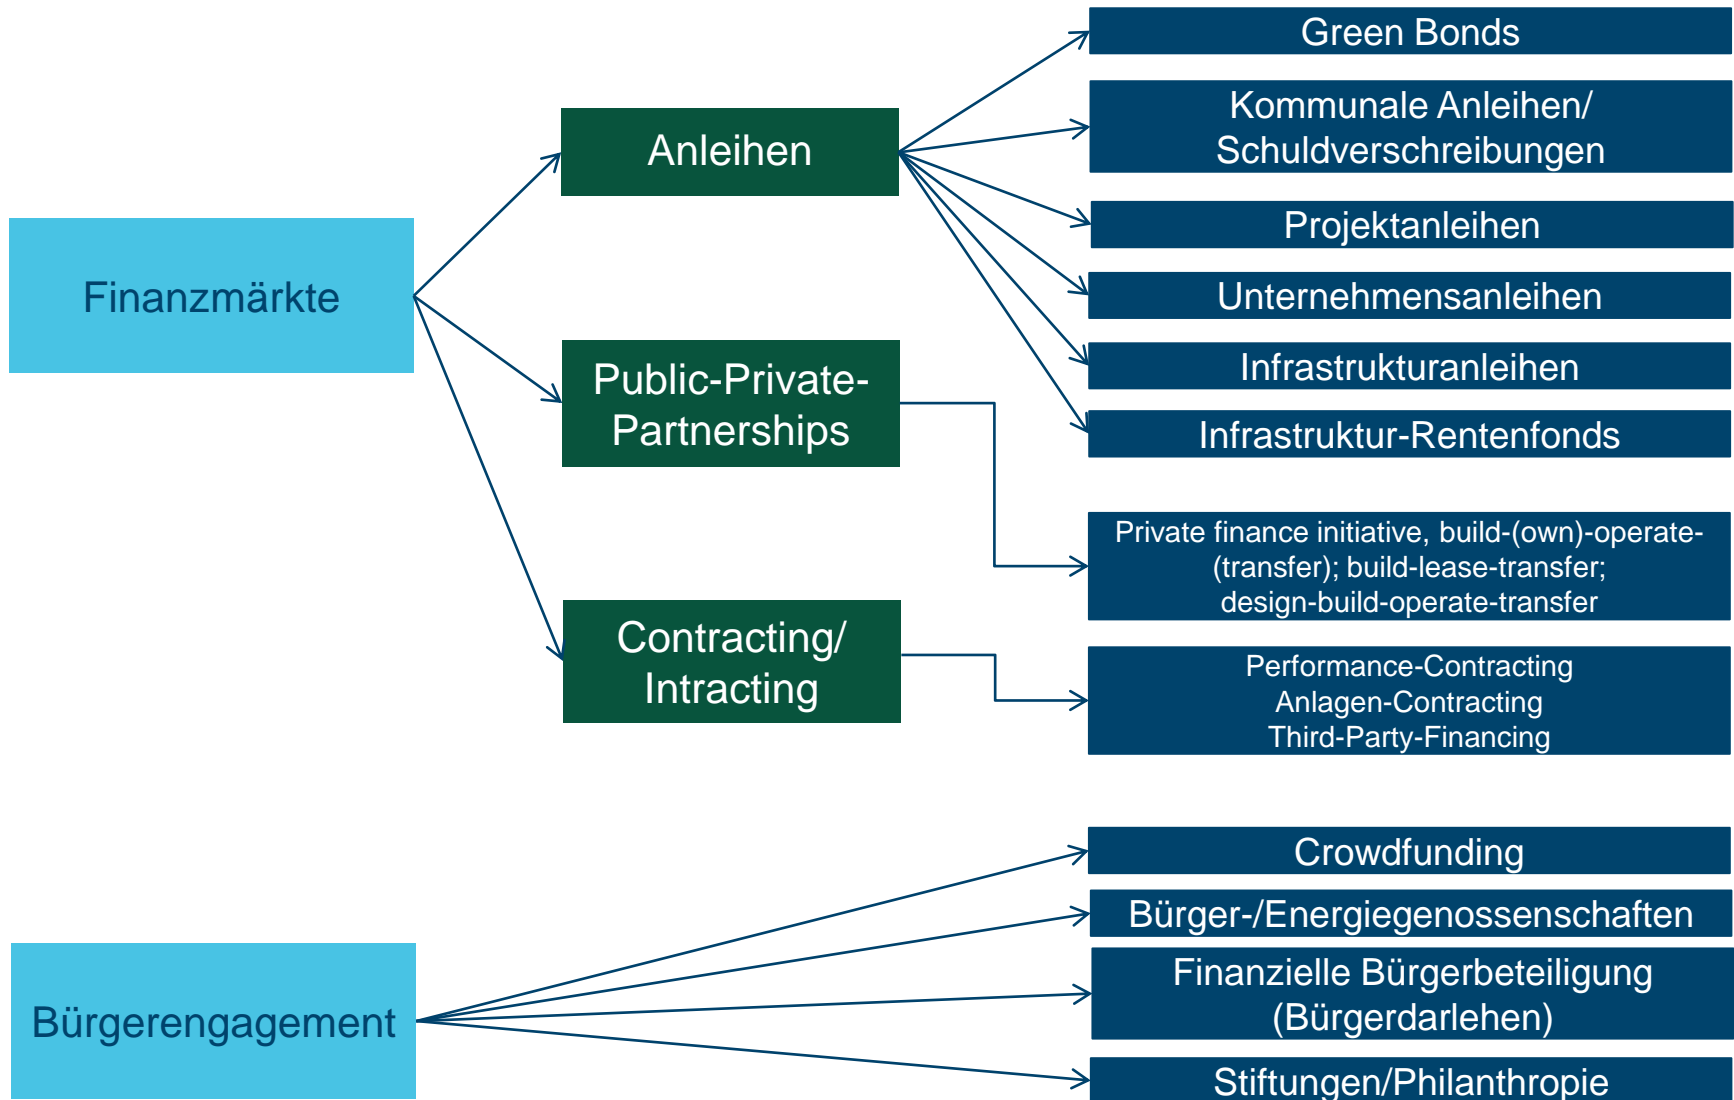 Finanzmärkte
Anleihen
Green Bonds
Kommunale Anleihen/
Schuldverschreibungen
Projektanleihen
Unternehmensanleihen
Infrastrukturanleihen
Infrastruktur-Rentenfonds
Public-Private-
Partnerships
Private finance initiative, build-(own)-operate-
(transfer); build-lease-transfer;
design-build-operate-transfer
Contracting/
Intracting
Performance-Contracting
Anlagen-Contracting
Third-Party-Financing
Bürgerengagement
Crowdfunding
Bürger-/Energiegenossenschaften
Finanzielle Bürgerbeteiligung
(Bürgerdarlehen)
Stiftungen/Philanthropie